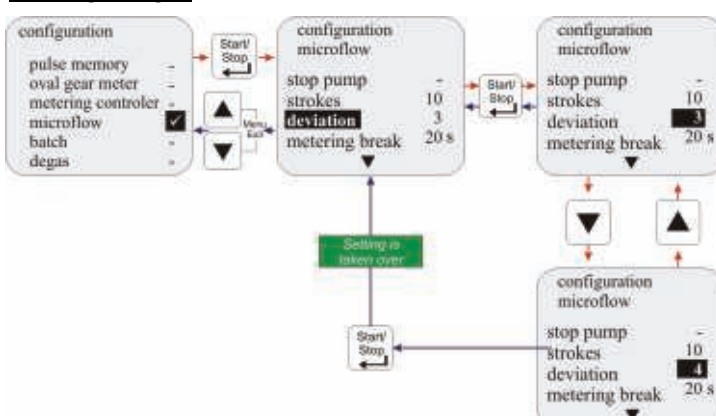 configuration
pulse memory -
oval gear meter -
metering controler -
microflow ✓
batch -
degas -
Start/
Stop
Menu
Exit
configuration
microflow
stop pump -
strokes 10
deviation 3
metering break 20 s
Start/
Stop
configuration
microflow
stop pump -
strokes 10
deviation 3
metering break 20 s
Setting is
taken over
Start/
Stop
configuration
microflow
stop pump -
strokes 10
deviation 4
metering break 20 s